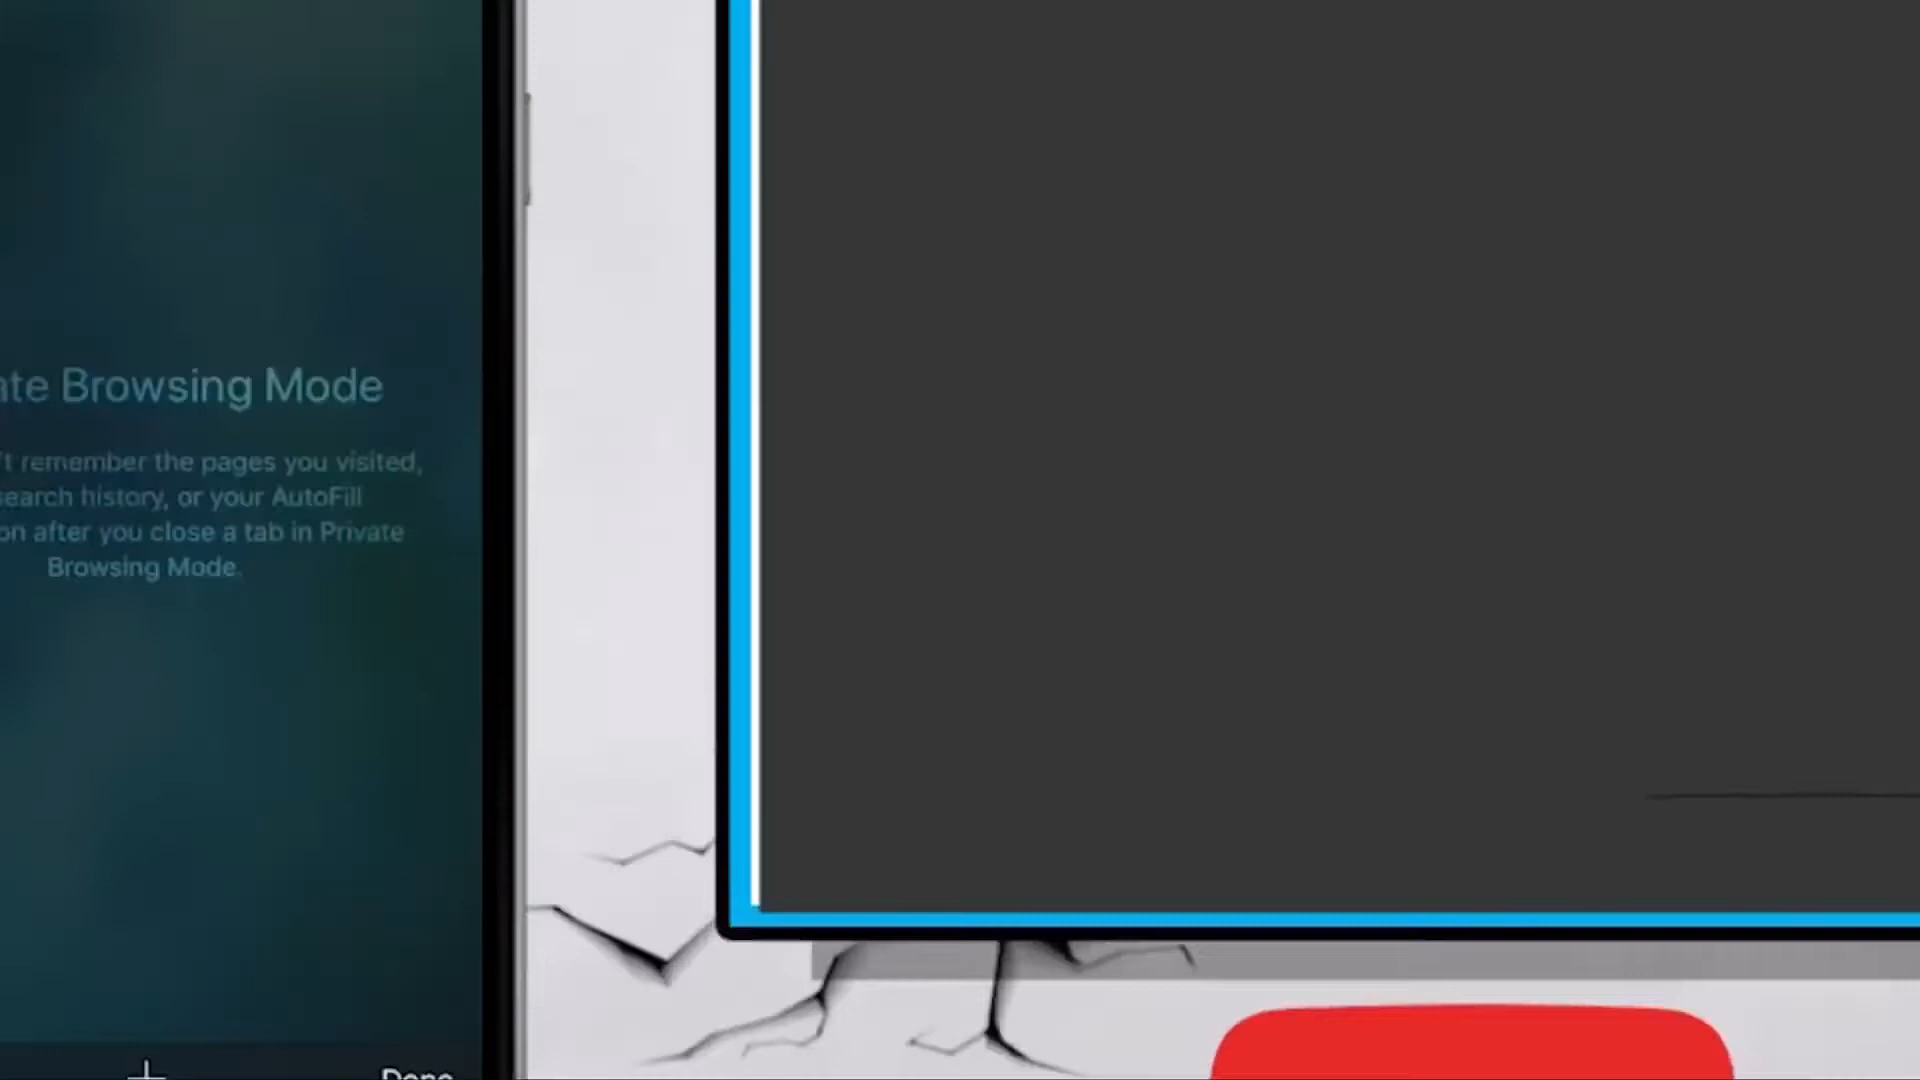 ate Browsing Mode
't remember the pages you visited,
search history, or your AutoFill
on after you close a tab in Private
Browsing Mode.
Done